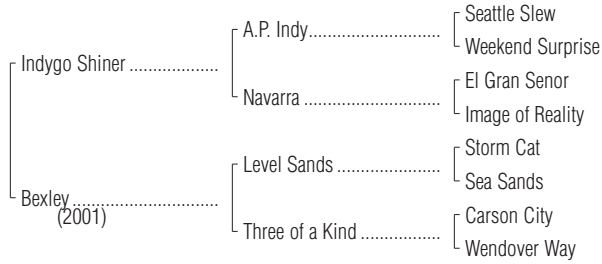 Seattle Slew
A.P. Indy
Weekend Surprise
Indygo Shiner
El Gran Senor
Navarra
Image of Reality
Storm Cat
Level Sands
Sea Sands
Bexley
(2001)
Carson City
Three of a Kind
Wendover Way